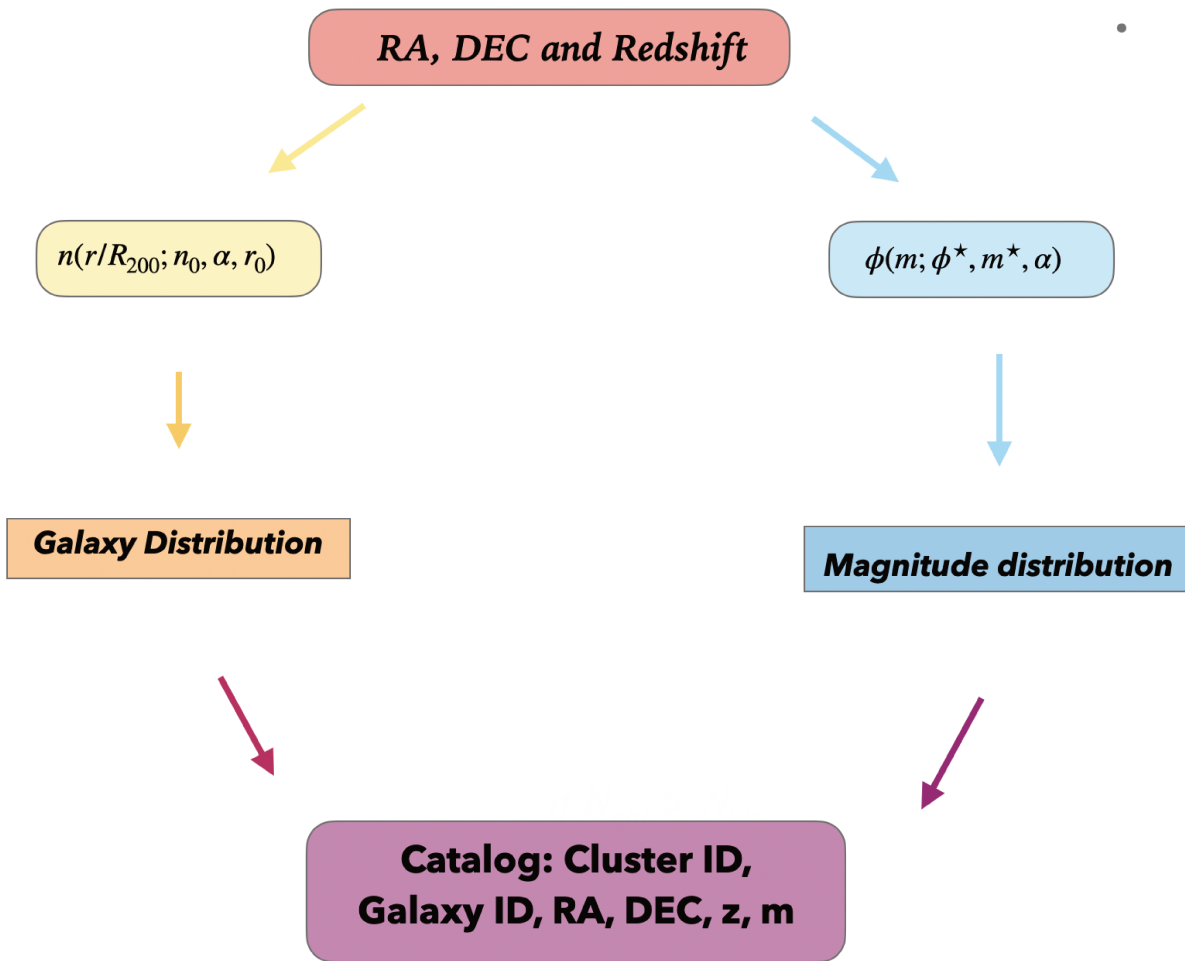 RA, DEC and Redshift
n(r/R₂₀₀; n₀, α, r₀)
ϕ(m; ϕ★, m★, α)
Galaxy Distribution
Magnitude distribution
Catalog: Cluster ID,
Galaxy ID, RA, DEC, z, m